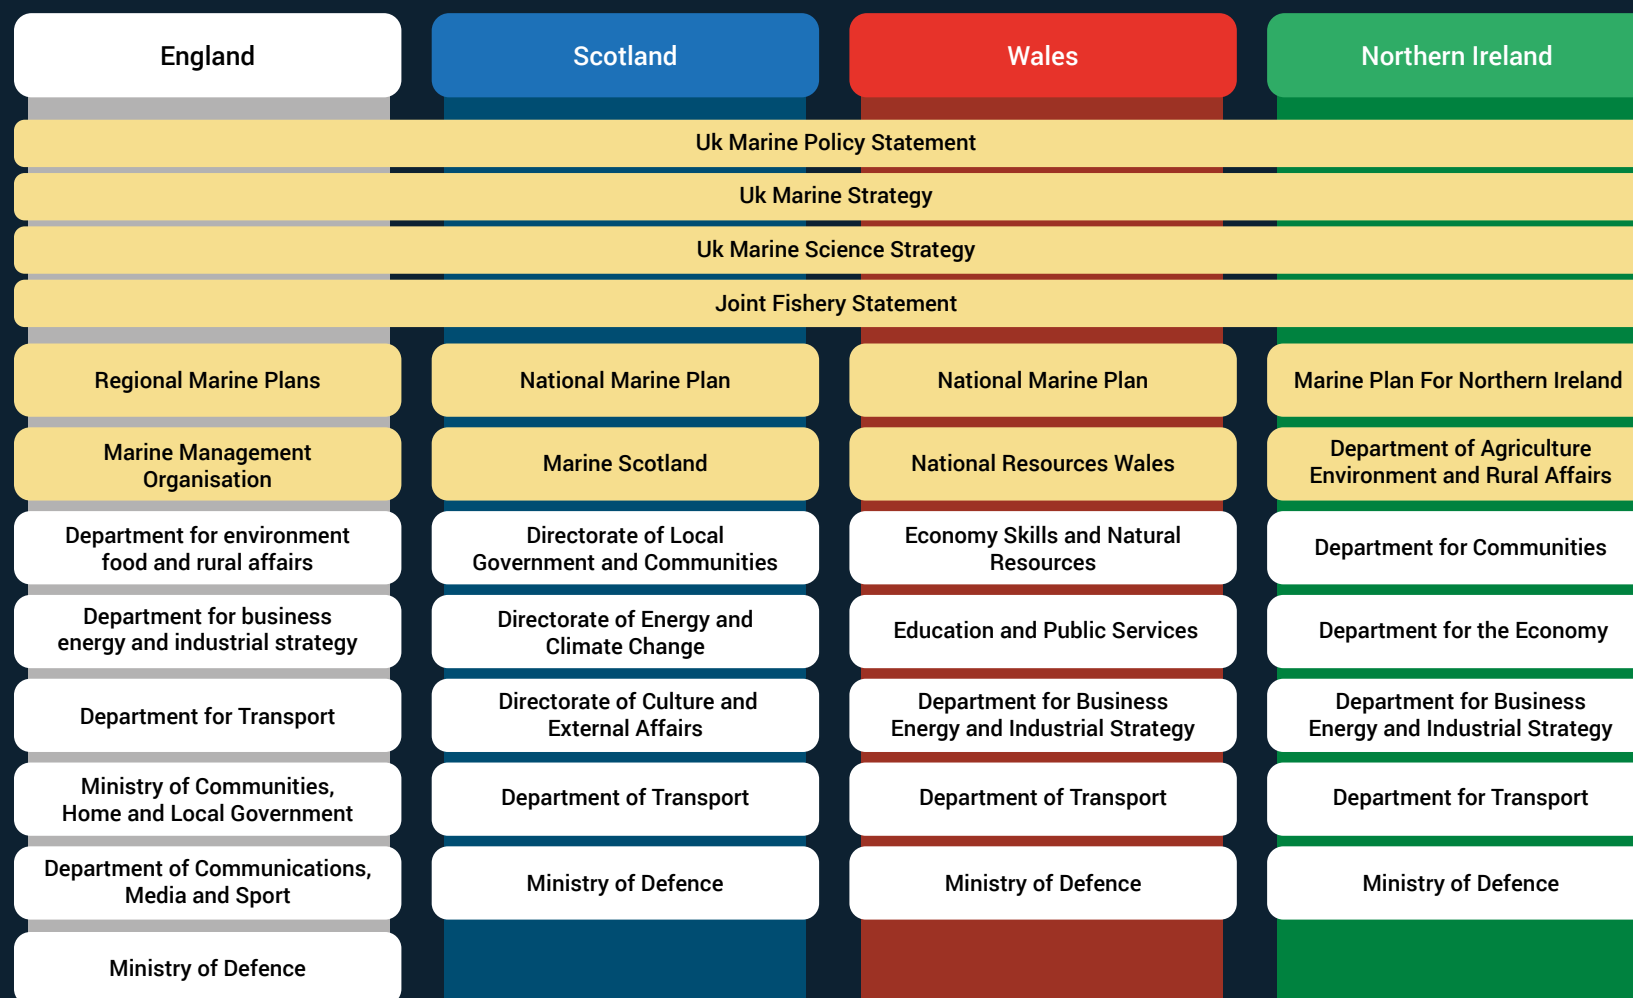 England
Scotland
Wales
Northern Ireland
Uk Marine Policy Statement
Uk Marine Strategy
Uk Marine Science Strategy
Joint Fishery Statement
Regional Marine Plans
National Marine Plan
National Marine Plan
Marine Plan For Northern Ireland
Marine Management
Organisation
Marine Scotland
National Resources Wales
Department of Agriculture
Environment and Rural Affairs
Department for environment
food and rural affairs
Directorate of Local
Government and Communities
Economy Skills and Natural
Resources
Department for Communities
Department for business
energy and industrial strategy
Directorate of Energy and
Climate Change
Education and Public Services
Department for the Economy
Department for Transport
Directorate of Culture and
External Affairs
Department for Business
Energy and Industrial Strategy
Department for Business
Energy and Industrial Strategy
Ministry of Communities,
Home and Local Government
Department of Transport
Department of Transport
Department for Transport
Department of Communications,
Media and Sport
Ministry of Defence
Ministry of Defence
Ministry of Defence
Ministry of Defence